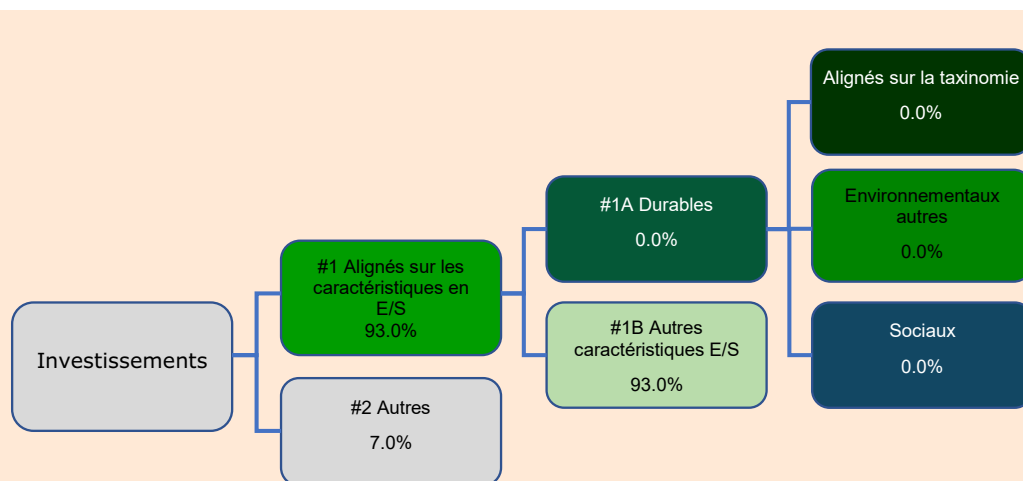 Investissements
#1 Alignés sur les
caractéristiques en
E/S
93.0%
#2 Autres
7.0%
#1A Durables
0.0%
#1B Autres
caractéristiques E/S
93.0%
Alignés sur la taxinomie
0.0%
Environnementaux
autres
0.0%
Sociaux
0.0%